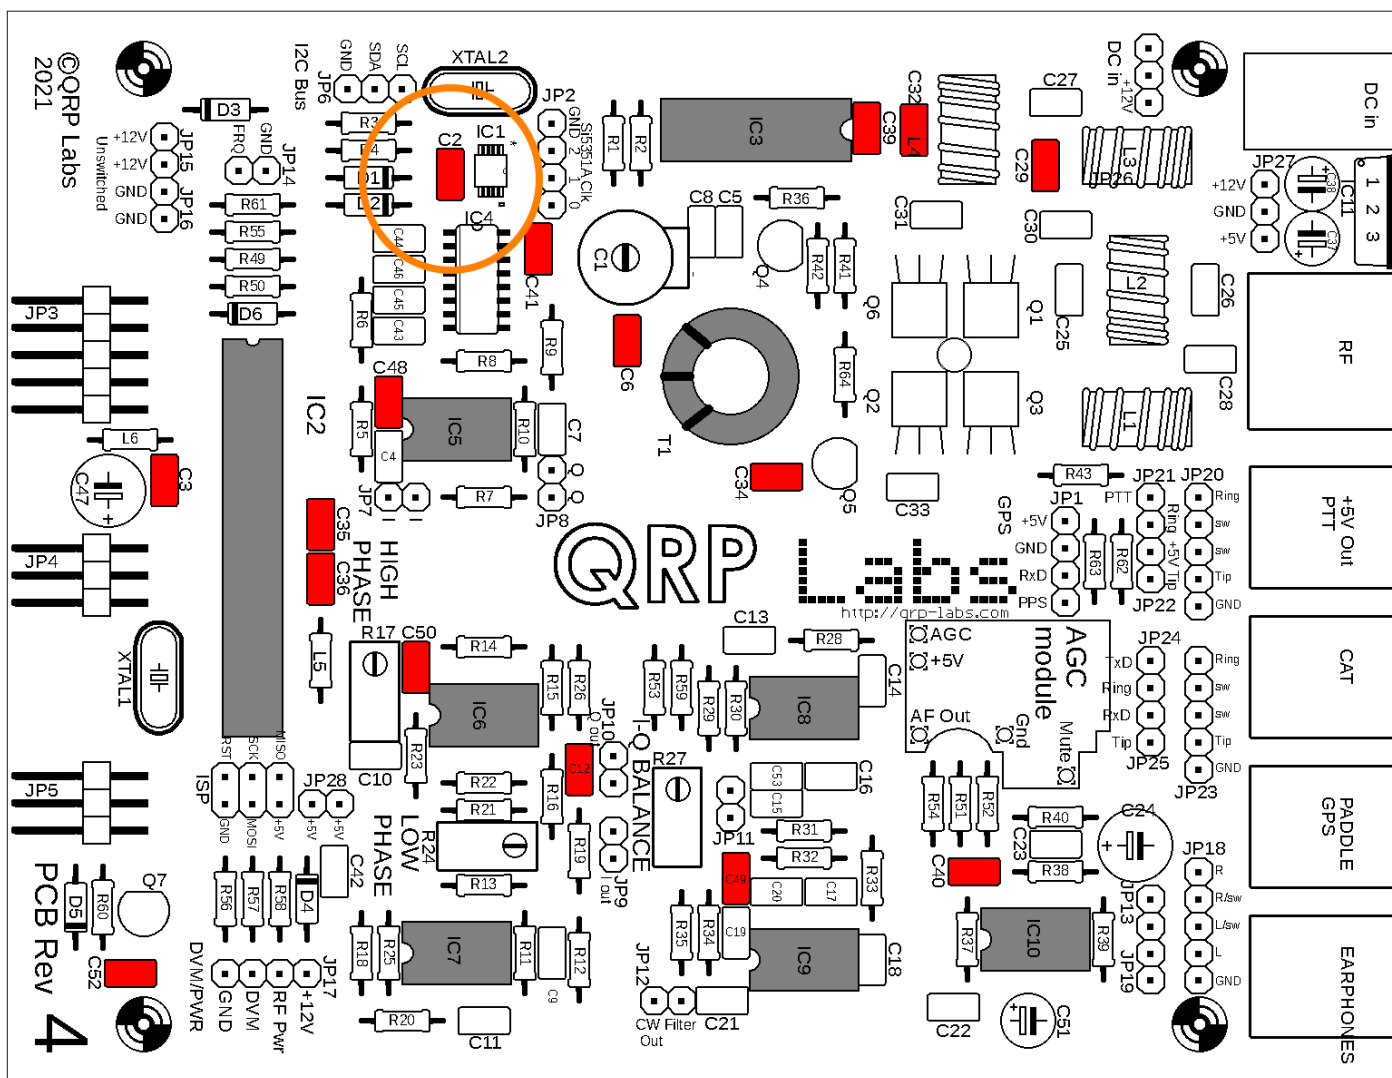 ©QRP Labs
2021
I2C Bus
JP6
GND
SDA
SCL
XTAL2
JP2
GND
2
1
0
Si5351A Clk
D3
FRQ
GND
JP14
+12V
+12V
GND
GND
Unswitched
JP15
JP16
R3
R4
D1
D2
C2
IC1
*
IC4
C44
C46
C45
C43
C41
R1
R2
IC3
C39
C32
L4
C27
C29
L3
JP26
DC in
+12V
DC in
JP27
+12V
GND
+5V
C38
C37
IC11
1
2
3
R61
R55
R49
R50
D6
R6
R8
R9
C1
C8
C5
R36
Q4
R42
R41
C31
C30
Q6
Q1
C25
L2
C26
C28
RF
JP3
IC2
C48
R5
IC5
R10
C7
C4
JP7
I
I
R7
Q
Q
JP8
C6
T1
R64
Q2
Q3
L1
L6
C47
+
C3
C34
Q5
C33
R43
JP4
C35
C36
HIGH
PHASE
QRP
Labs
http://qrp-labs.com
GPS
JP1
+5V
GND
RxD
PPS
R63
R62
JP21
PTT
Ring
+5V
Tip
JP22
JP20
Ring
sw
sw
Tip
GND
+5V Out
PTT
XTAL1
L5
R17
C50
R14
IC6
R15
R26
C10
R23
R22
R21
R16
C12
JP10
Q out
I-Q BALANCE
R53
R59
R29
R30
C13
R28
IC8
C14
AGC
+5V
AGC
module
AF Out
Gnd
Mute
JP24
TxD
Ring
RxD
Tip
JP25
Ring
sw
sw
Tip
GND
JP23
CAT
JP5
RST
SCK
MISO
ISP
GND
MOSI
+5V
JP28
+5V
+5V
C42
LOW
PHASE
R24
R13
R19
JP9
I out
R27
JP11
C53
C15
C16
R31
R32
C49
C20
C17
R33
R54
R51
R52
R40
C23
R38
C24
+
C40
PADDLE
GPS
JP18
R
R/sw
L/sw
L
GND
PCB Rev
4
D5
R60
Q7
C52
R56
R57
R58
D4
DVM/PWR
GND
DVM
RF Pwr
+12V
JP17
R18
R25
IC7
R11
C9
R12
R20
C11
R35
R34
C19
IC9
C18
JP12
CW Filter
Out
C21
R37
IC10
R39
JP13
JP19
C22
C51
+
EARPHONES